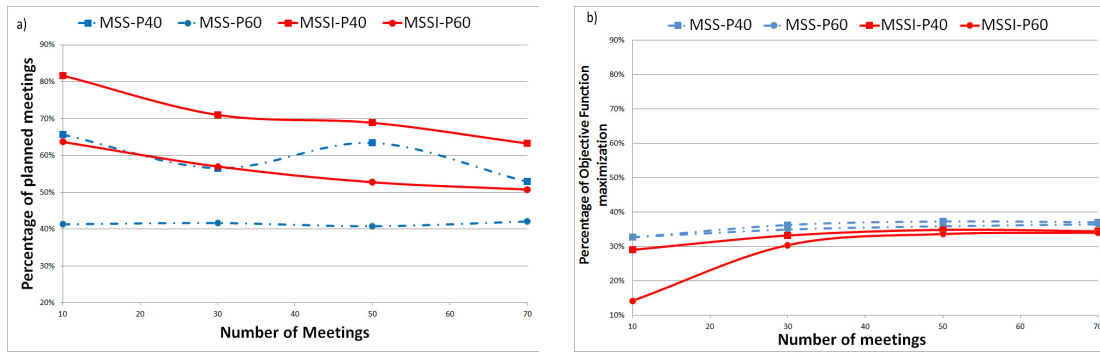 a)
MSS-P40 MSS-P60 MSSI-P40 MSSI-P60
Percentage of planned meetings
90%
80%
70%
60%
50%
40%
30%
20%
10 20 30 40 50 60 70
Number of Meetings
b)
MSS-P40 MSS-P60 MSSI-P40 MSSI-P60
Percentage of Objective Function
maximization
90%
80%
70%
60%
50%
40%
30%
20%
10%
10 20 30 40 50 60 70
Number of meetings